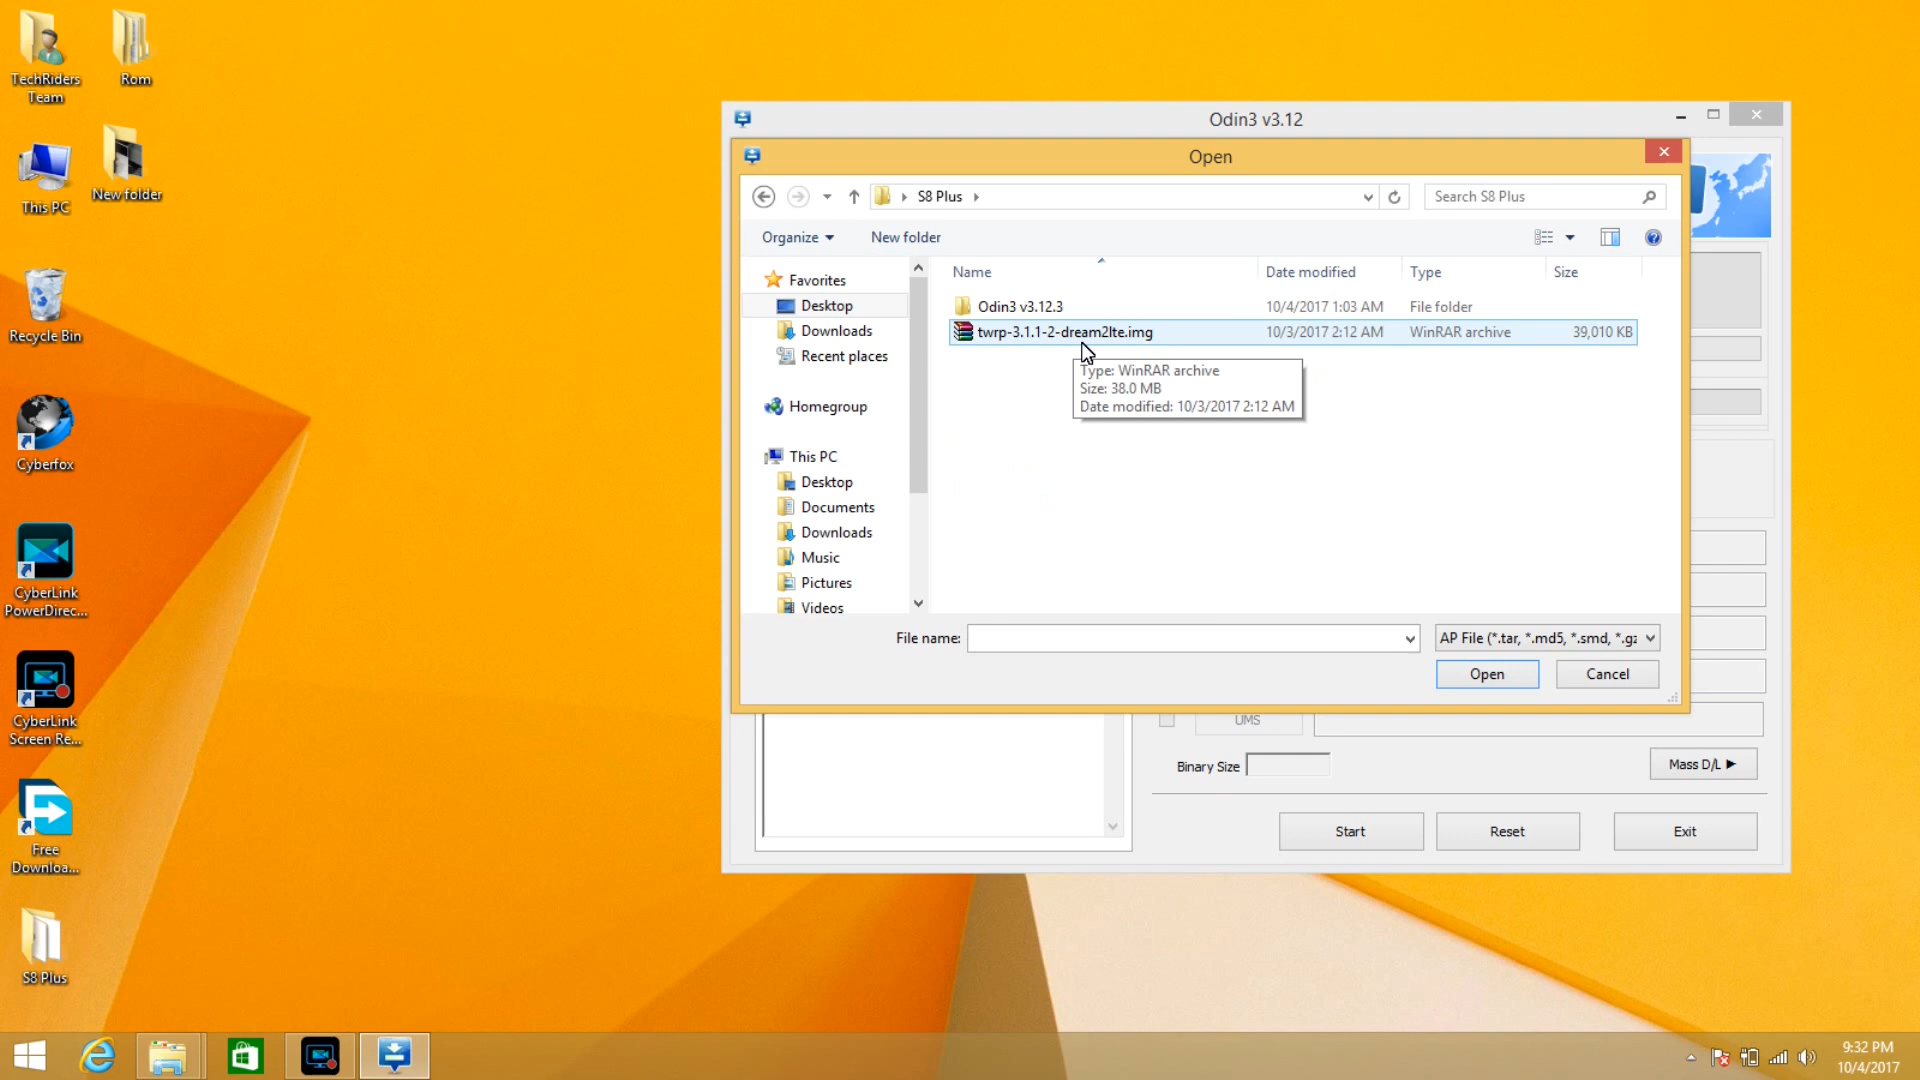 TechRiders
Team
Rom
This PC
New folder
Recycle Bin
Cyberfox
CyberLink
PowerDirec...
CyberLink
Screen Re...
Free
Downloa...
S8 Plus
Odin3 v3.12
Open
S8 Plus
Search S8 Plus
Organize
New folder
Name
Date modified
Type
Size
Favorites
Desktop
Downloads
Recent places
Homegroup
This PC
Desktop
Documents
Downloads
Music
Pictures
Videos
Odin3 v3.12.3
10/4/2017 1:03 AM
File folder
twrp-3.1.1-2-dream2lte.img
10/3/2017 2:12 AM
WinRAR archive
39,010 KB
Type: WinRAR archive
Size: 38.0 MB
Date modified: 10/3/2017 2:12 AM
File name:
AP File (*.tar, *.md5, *.smd, *.gz
Open
Cancel
UMS
Binary Size
Mass D/L
Start
Reset
Exit
9:32 PM
10/4/2017